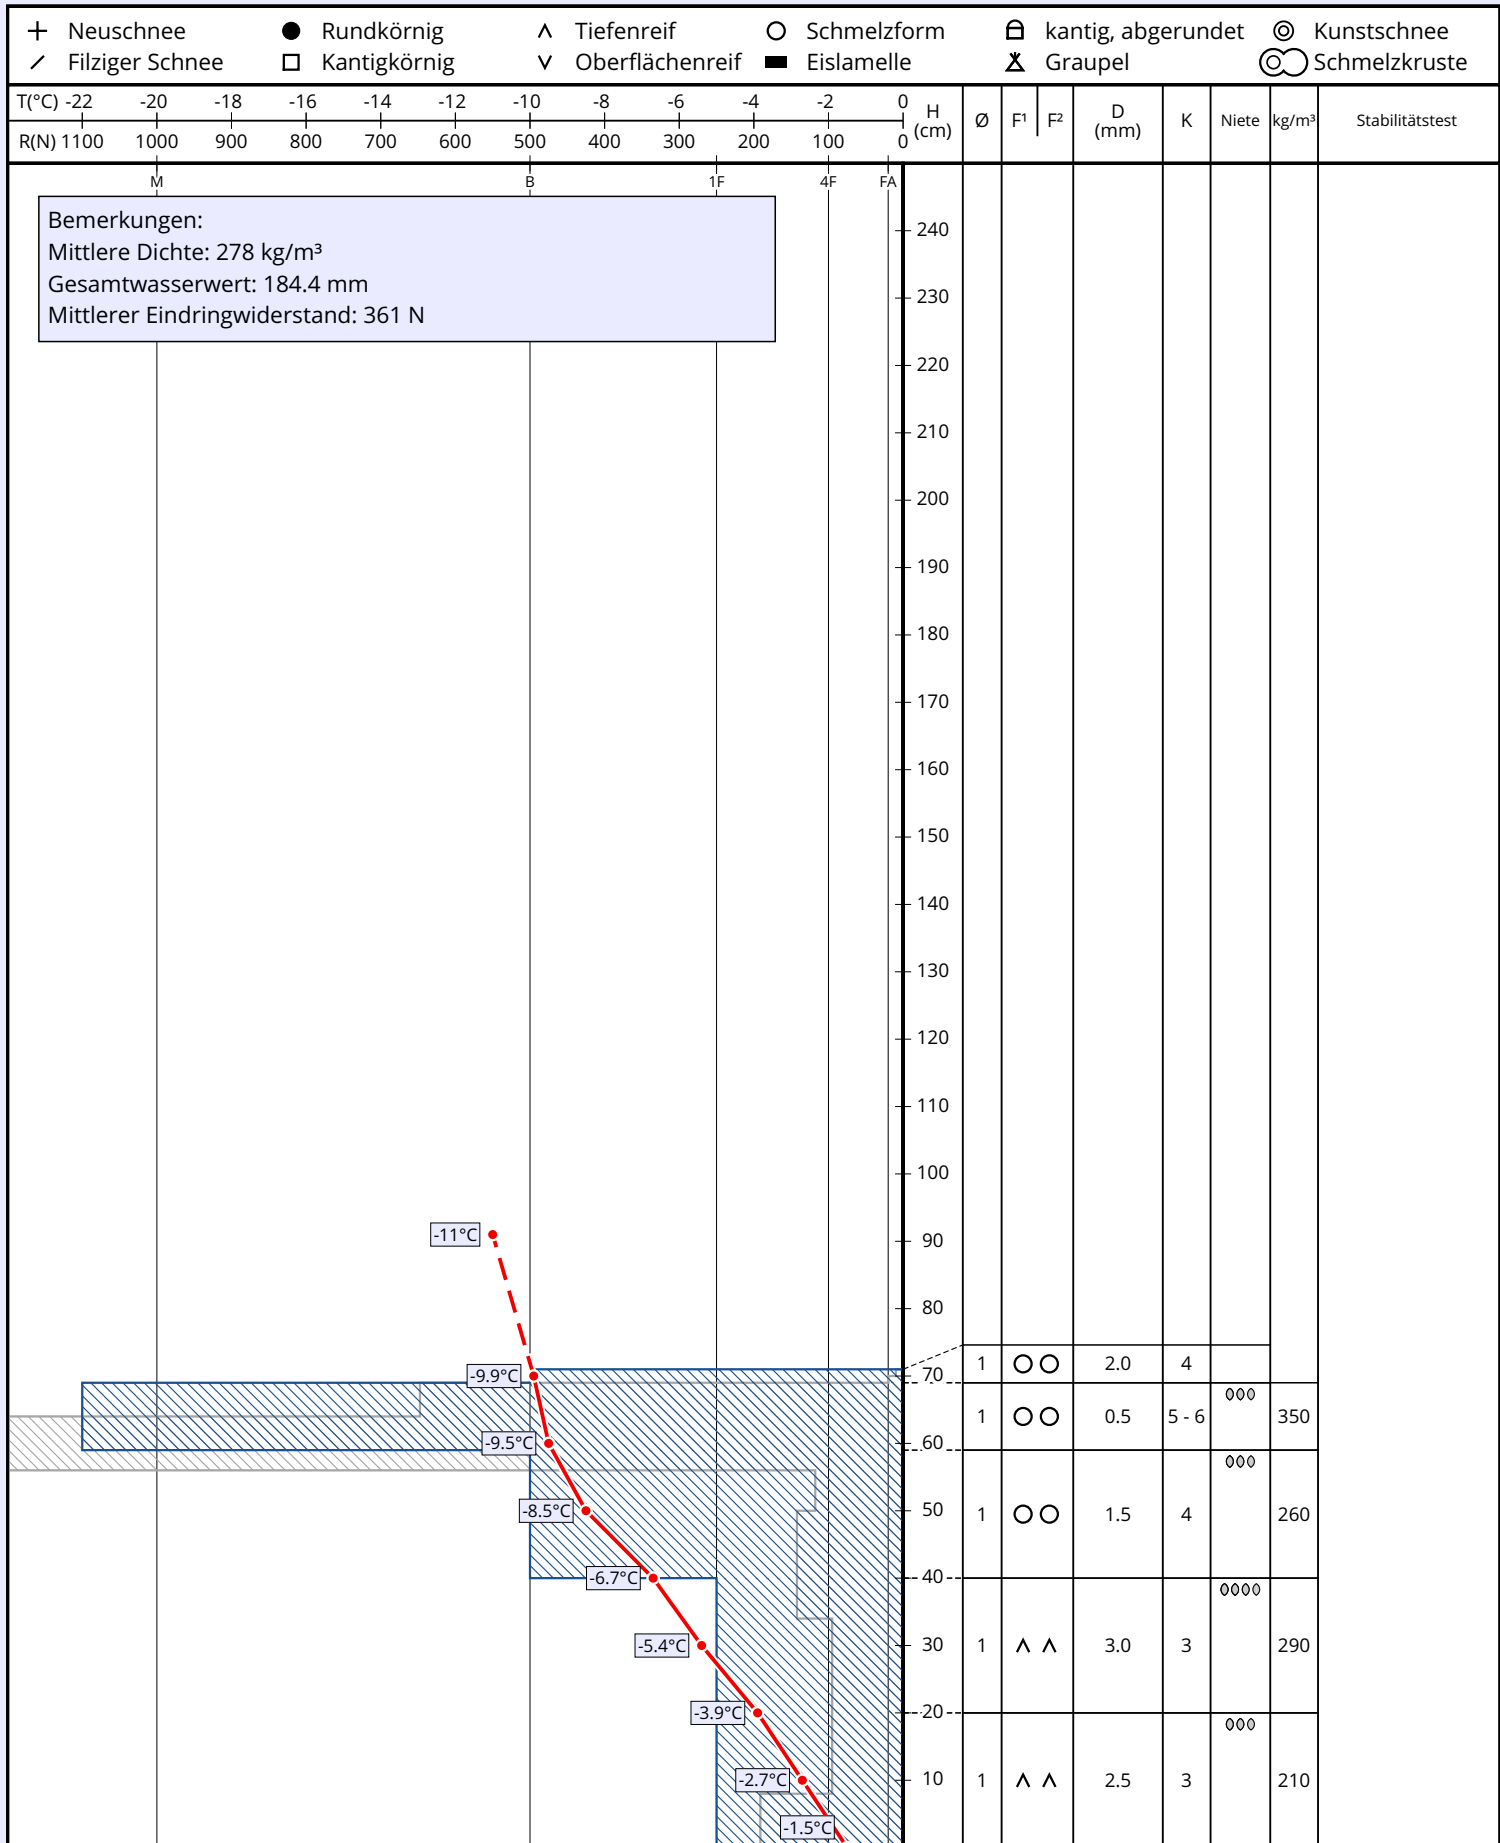 Neuschnee Rundkörnig Tiefenreif Schmelzform kantig, abgerundet Kunstschnee
Filziger Schnee Kantigkörnig Oberflächenreif Eislamelle Graupel Schmelzkruste
T(°C) -22 -20 -18 -16 -14 -12 -10 -8 -6 -4 -2 0
R(N) 1100 1000 900 800 700 600 500 400 300 200 100 0
H (cm) Ø F¹ F² D (mm) K Niete kg/m³ Stabilitätstest
M B 1F 4F FA
Bemerkungen:
Mittlere Dichte: 278 kg/m³
Gesamtwasserwert: 184.4 mm
Mittlerer Eindringwiderstand: 361 N
240
230
220
210
200
190
180
170
160
150
140
130
120
110
100
-11°C 90
80
1 2.0 4
-9.9°C 70
1 0.5 5 - 6 350
-9.5°C 60
-8.5°C 50 1 1.5 4 260
-6.7°C 40
-5.4°C 30 1 3.0 3 290
-3.9°C 20
-2.7°C 10 1 2.5 3 210
-1.5°C